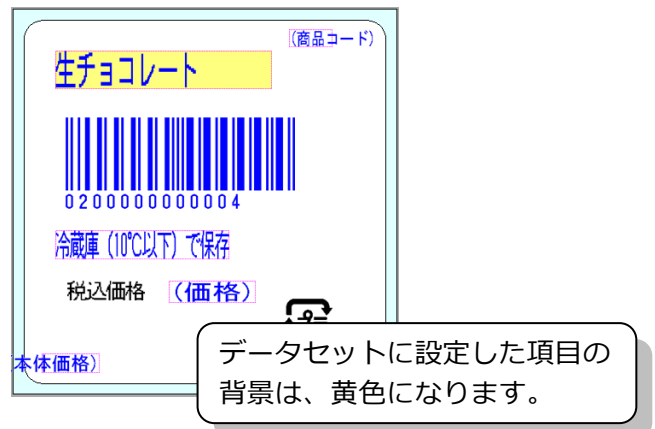 (商品コード)
生チョコレート
0200000000004
冷蔵庫（10℃以下）で保存
税込価格 （価格）
本体価格）
データセットに設定した項目の
背景は、黄色になります。